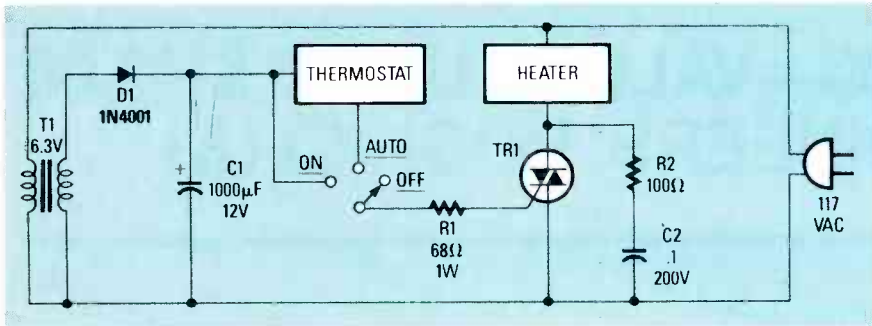 T1
6.3V
D1
1N4001
+
C1
1000µF
12V
THERMOSTAT
ON
AUTO
OFF
R1
68Ω
1W
HEATER
TR1
R2
100Ω
C2
.1
200V
117
VAC